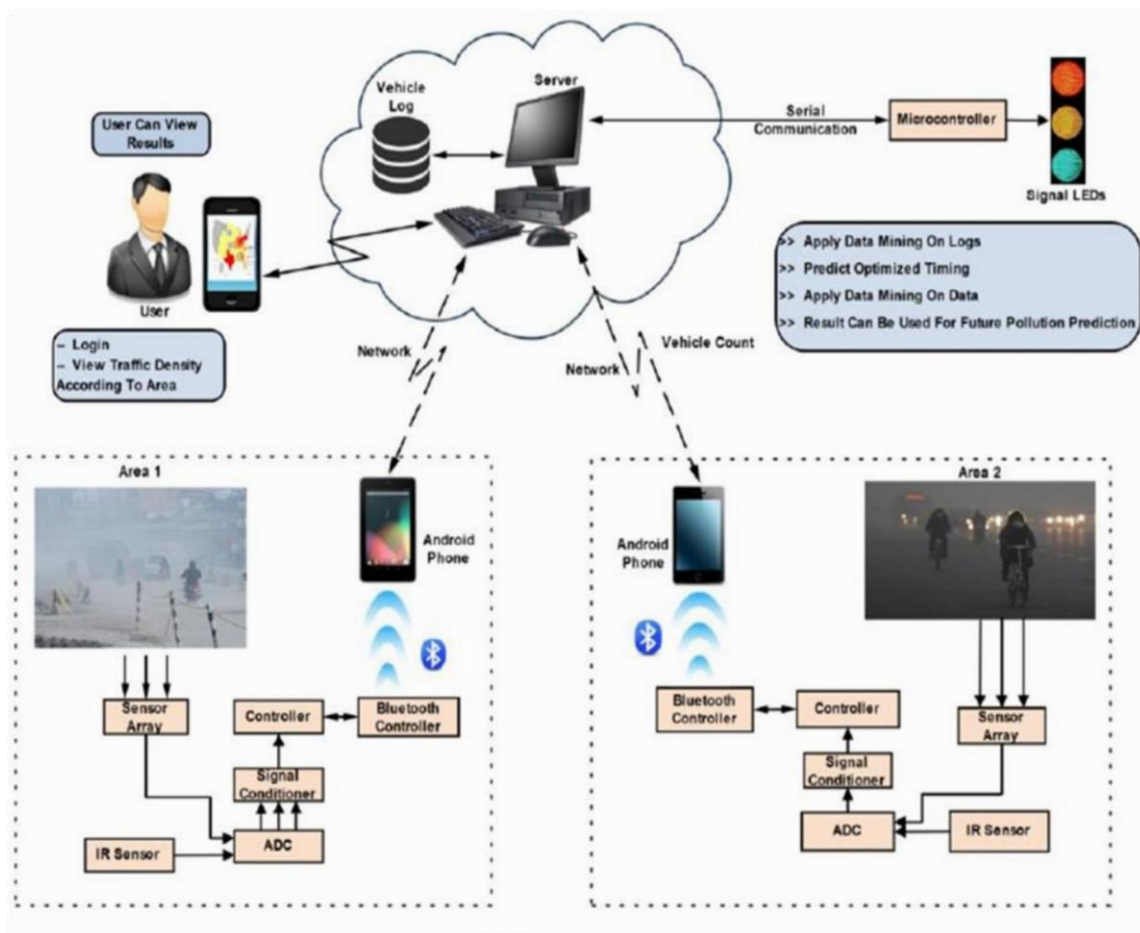 Vehicle
Log
Server
Serial
Communication
Microcontroller
Signal LEDs
User Can View
Results
User
– Login
– View Traffic Density
According To Area
>> Apply Data Mining On Logs
>> Predict Optimized Timing
>> Apply Data Mining On Data
>> Result Can Be Used For Future Pollution Prediction
Network
Network
Vehicle Count
Area 1
Android
Phone
Sensor
Array
Controller
Bluetooth
Controller
Signal
Conditioner
ADC
IR Sensor
Area 2
Android
Phone
Bluetooth
Controller
Controller
Sensor
Array
Signal
Conditioner
ADC
IR Sensor